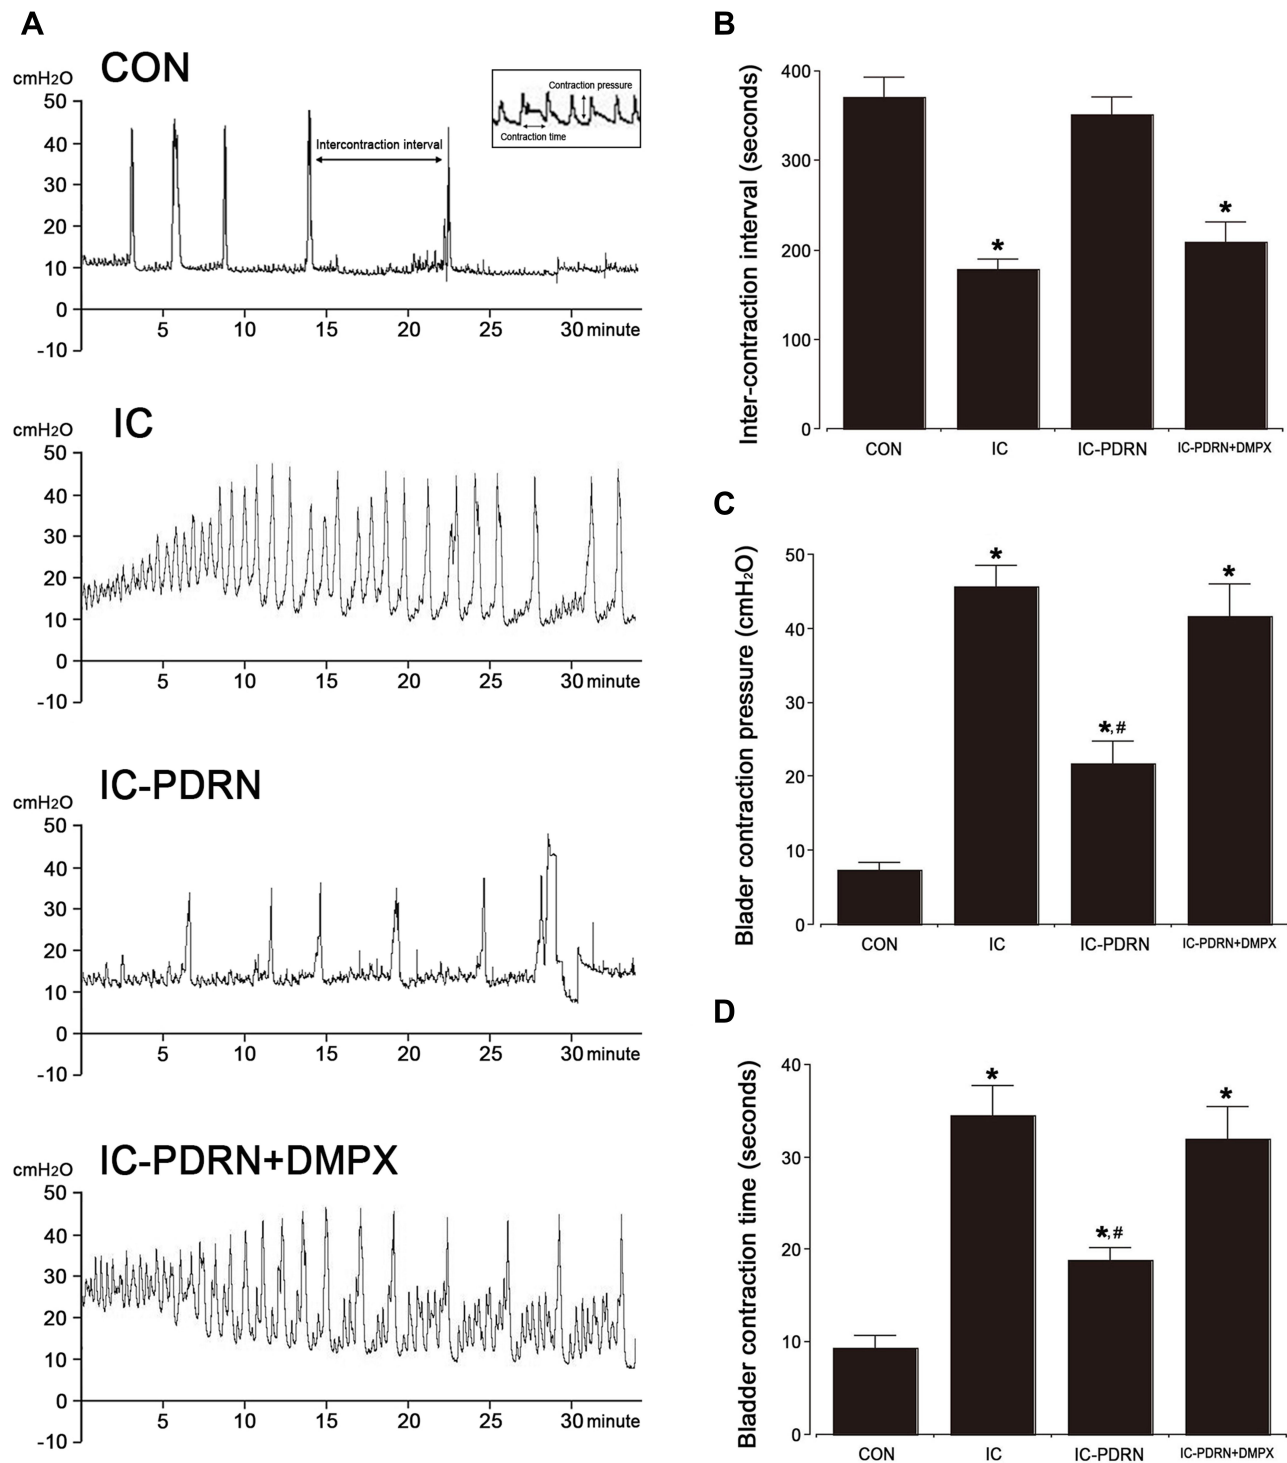 A
CON
cmH2O
50
40
30
20
10
0
-10
Intercontraction interval
Contraction pressure
Contraction time
5 10 15 20 25 30 minute
IC
cmH2O
50
40
30
20
10
0
-10
5 10 15 20 25 30 minute
IC-PDRN
cmH2O
50
40
30
20
10
0
-10
5 10 15 20 25 30 minute
IC-PDRN+DMPX
cmH2O
50
40
30
20
10
0
-10
5 10 15 20 25 30 minute
B
Inter-contraction interval (seconds)
400
300
200
100
0
*
*
CON IC IC-PDRN IC-PDRN+DMPX
C
Blader contraction pressure (cmH2O)
50
40
30
20
10
0
*
*,#
*
CON IC IC-PDRN IC-PDRN+DMPX
D
Bladder contraction time (seconds)
40
30
20
10
0
*
*,#
*
CON IC IC-PDRN IC-PDRN+DMPX